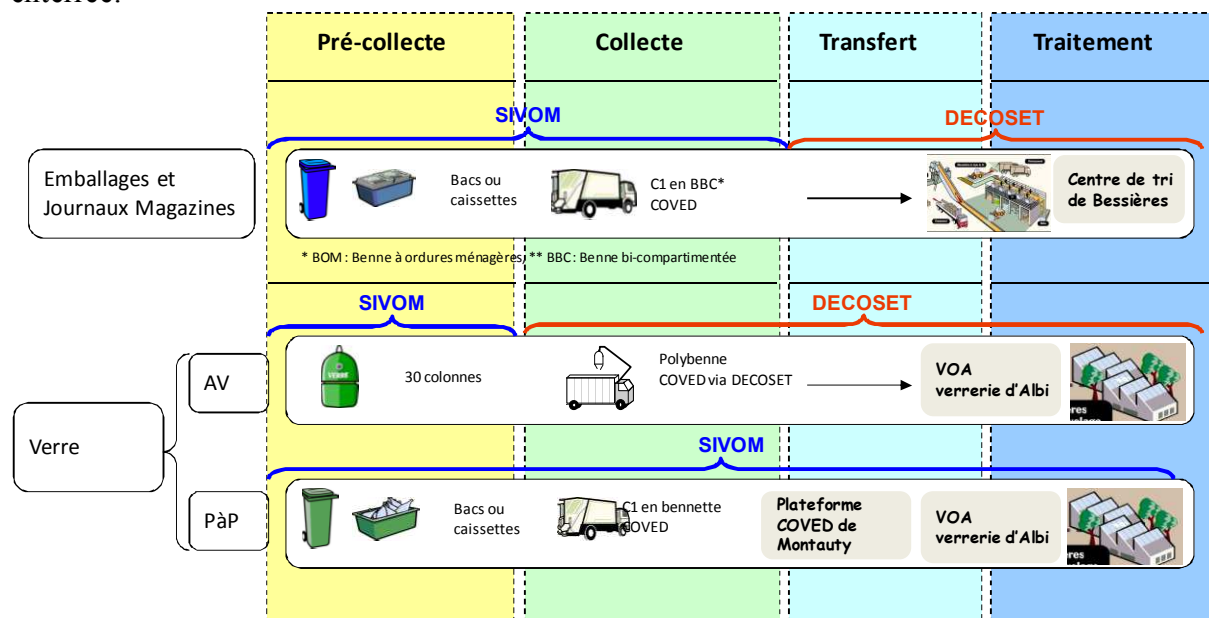 enterrée.
Pré-collecte
Collecte
Transfert
Traitement
SIVOM
DECOSET
Emballages et
Journaux Magazines
Bacs ou
caissettes
C1 en BBC*
COVED
Centre de tri
de Bessières
* BOM : Benne à ordures ménagères, ** BBC : Benne bi-compartimentée
SIVOM
DECOSET
Verre
AV
VERRE
30 colonnes
Polybenne
COVED via DECOSET
VOA
verrerie d’Albi
SIVOM
PàP
Bacs ou
caissettes
C1 en bennette
COVED
Plateforme
COVED de
Montauty
VOA
verrerie d’Albi